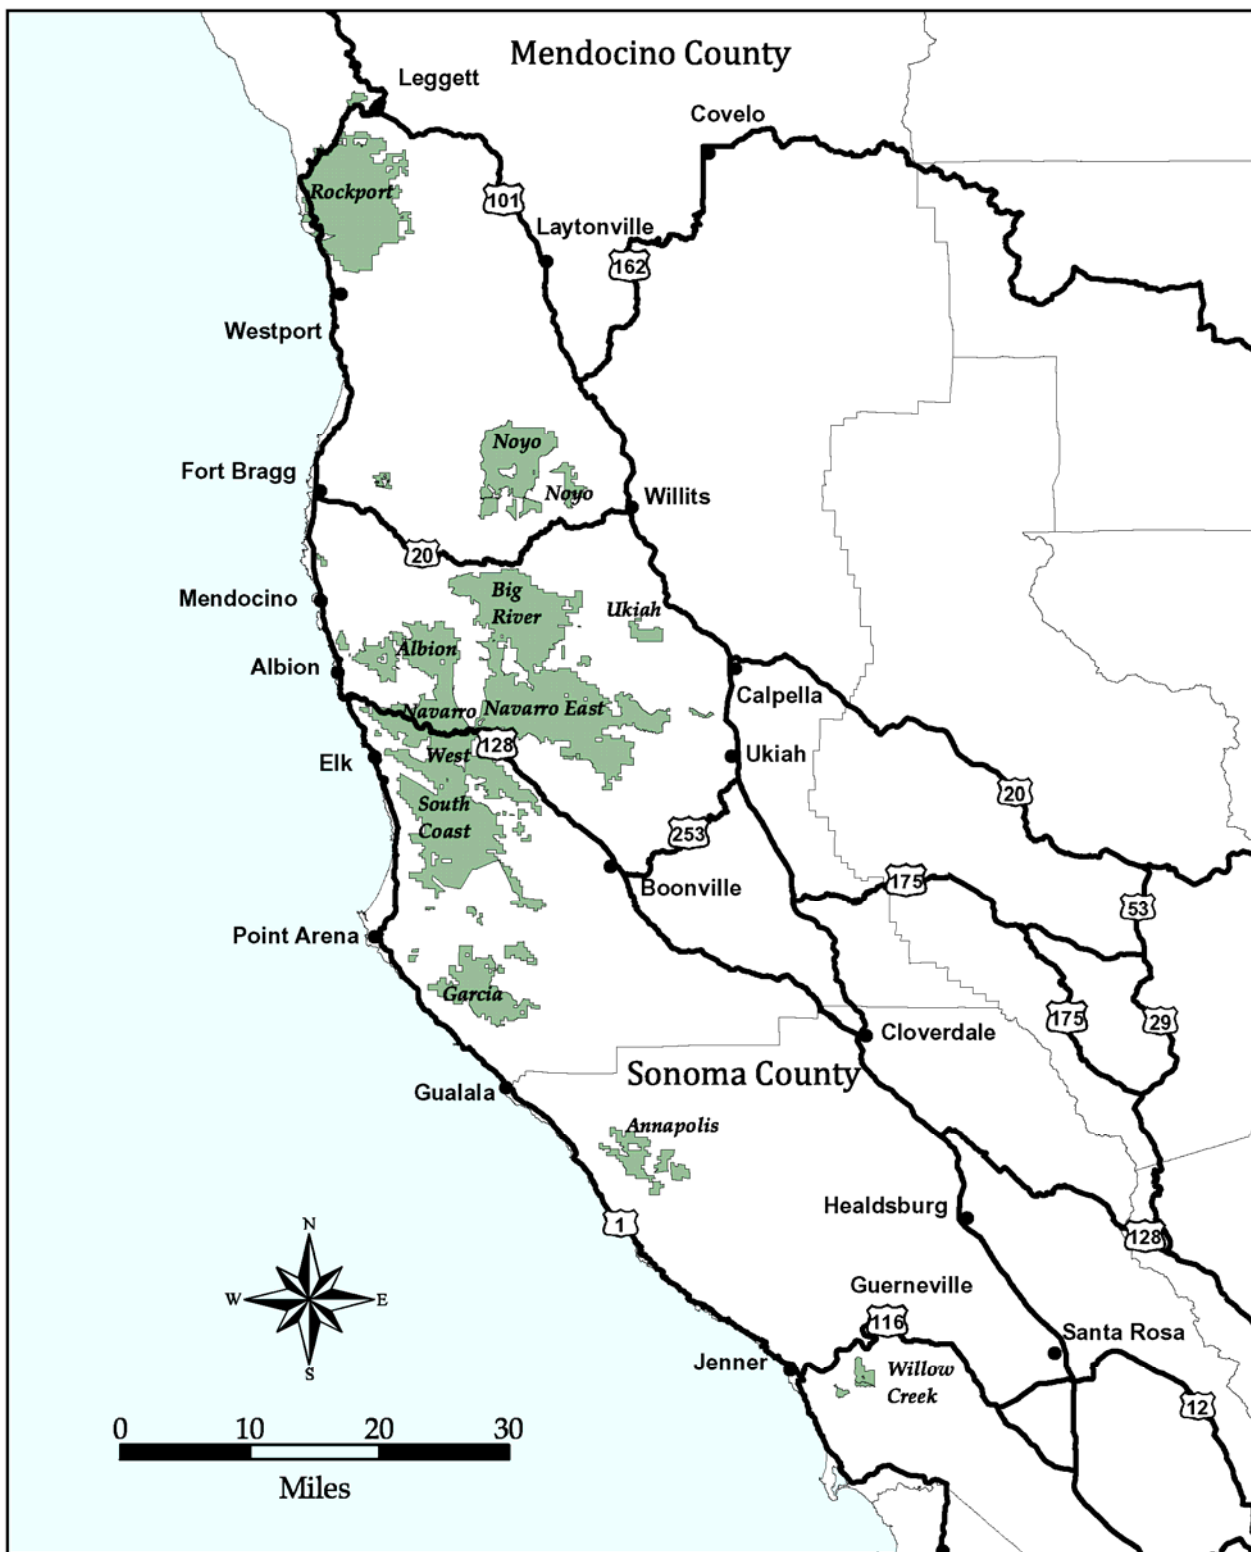 Mendocino County
Leggett
Covelo
Rockport
101
Laytonville
162
Westport
Noyo
Fort Bragg
Noyo
Willits
20
Big
River
Mendocino
Ukiah
Albion
Albion
Calpella
Navarro
Navarro East
128
West
Ukiah
Elk
20
South
Coast
253
175
Boonville
53
Point Arena
Garcia
175
29
Cloverdale
Sonoma County
Gualala
Annapolis
Healdsburg
1
128
N
W
E
S
Guerneville
116
Santa Rosa
Jenner
Willow
Creek
12
0 10 20 30
Miles